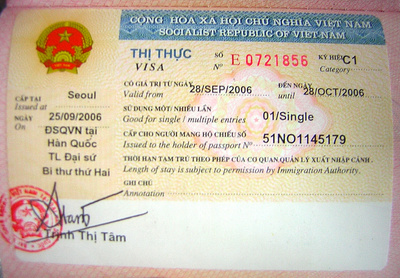 CỘNG HÒA XÃ HỘI CHỦ NGHĨA VIỆT NAM
SOCIALIST REPUBLIC OF VIET-NAM
THỊ THỰC
VISA
SỐ
Nº E 0721856
KÝ HIỆU C1
Category
CÓ GIÁ TRỊ TỪ NGÀY
Valid from 28/SEP/2006
ĐẾN NGÀY
until 28/OCT/2006
CẤP TẠI
Issued at Seoul
SỬ DỤNG MỘT/NHIỀU LẦN
Good for single / multiple entries 01/Single
NGÀY
On 25/09/2006
ĐSQVN tại
Hàn Quốc
CẤP CHO NGƯỜI MANG HỘ CHIẾU SỐ
Issued to the holder of passport Nº 51NO1145179
TL Đại sứ
Bí thư thứ Hai
THỜI HẠN TẠM TRÚ THEO PHÉP CỦA CƠ QUAN QUẢN LÝ XUẤT NHẬP CẢNH.
Length of stay is subject to permission by Immigration Authority.
GHI CHÚ
Annotation
Trịnh Thị Tâm